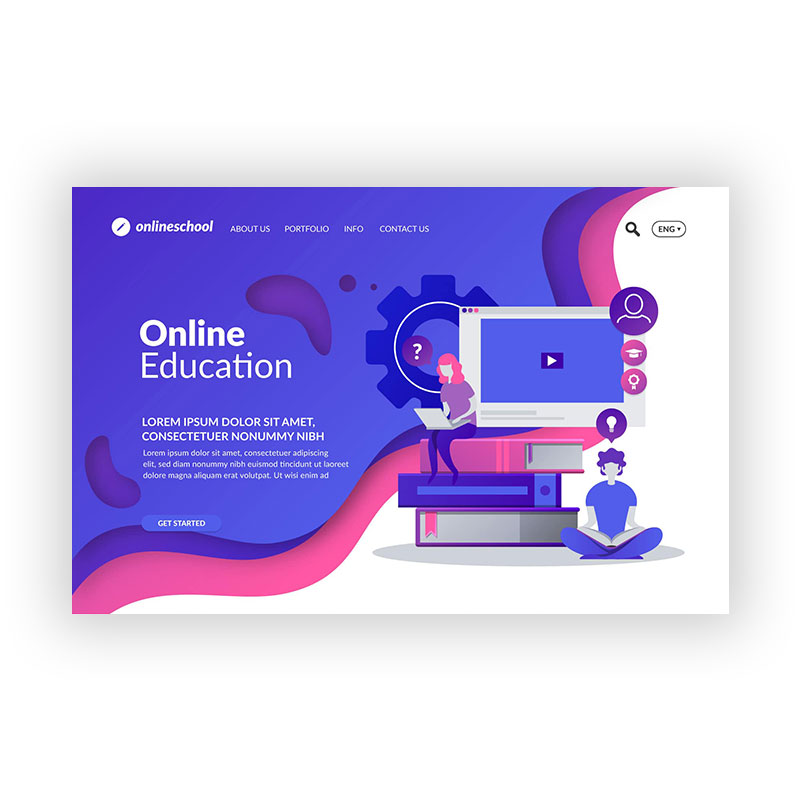 onlineschool
ABOUT US PORTFOLIO INFO CONTACT US
ENG
?
Online
Education
LOREM IPSUM DOLOR SIT AMET,
CONSECTETUER NONUMMY NIBH
Lorem ipsum dolor sit amet, consectetuer adipiscing
elit, sed diam nonummy nibh euismod tincidunt ut laoreet
dolore magna aliquam erat volutpat. Ut wisi enim ad
GET STARTED